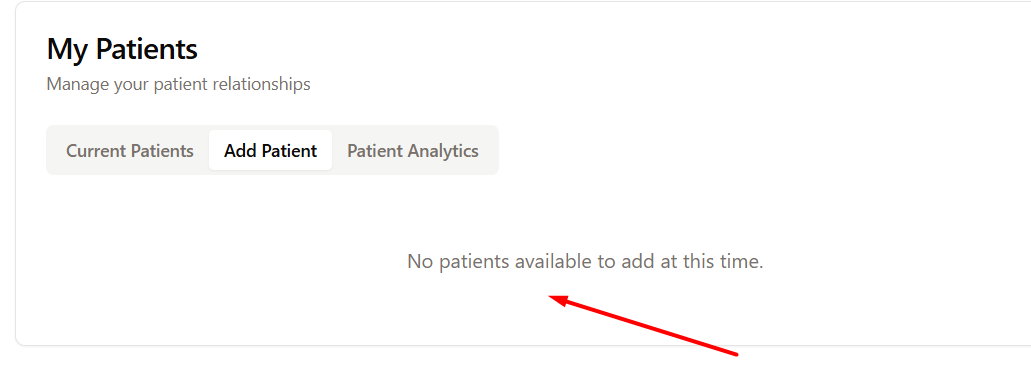 My Patients
Manage your patient relationships
Current Patients Add Patient Patient Analytics
No patients available to add at this time.